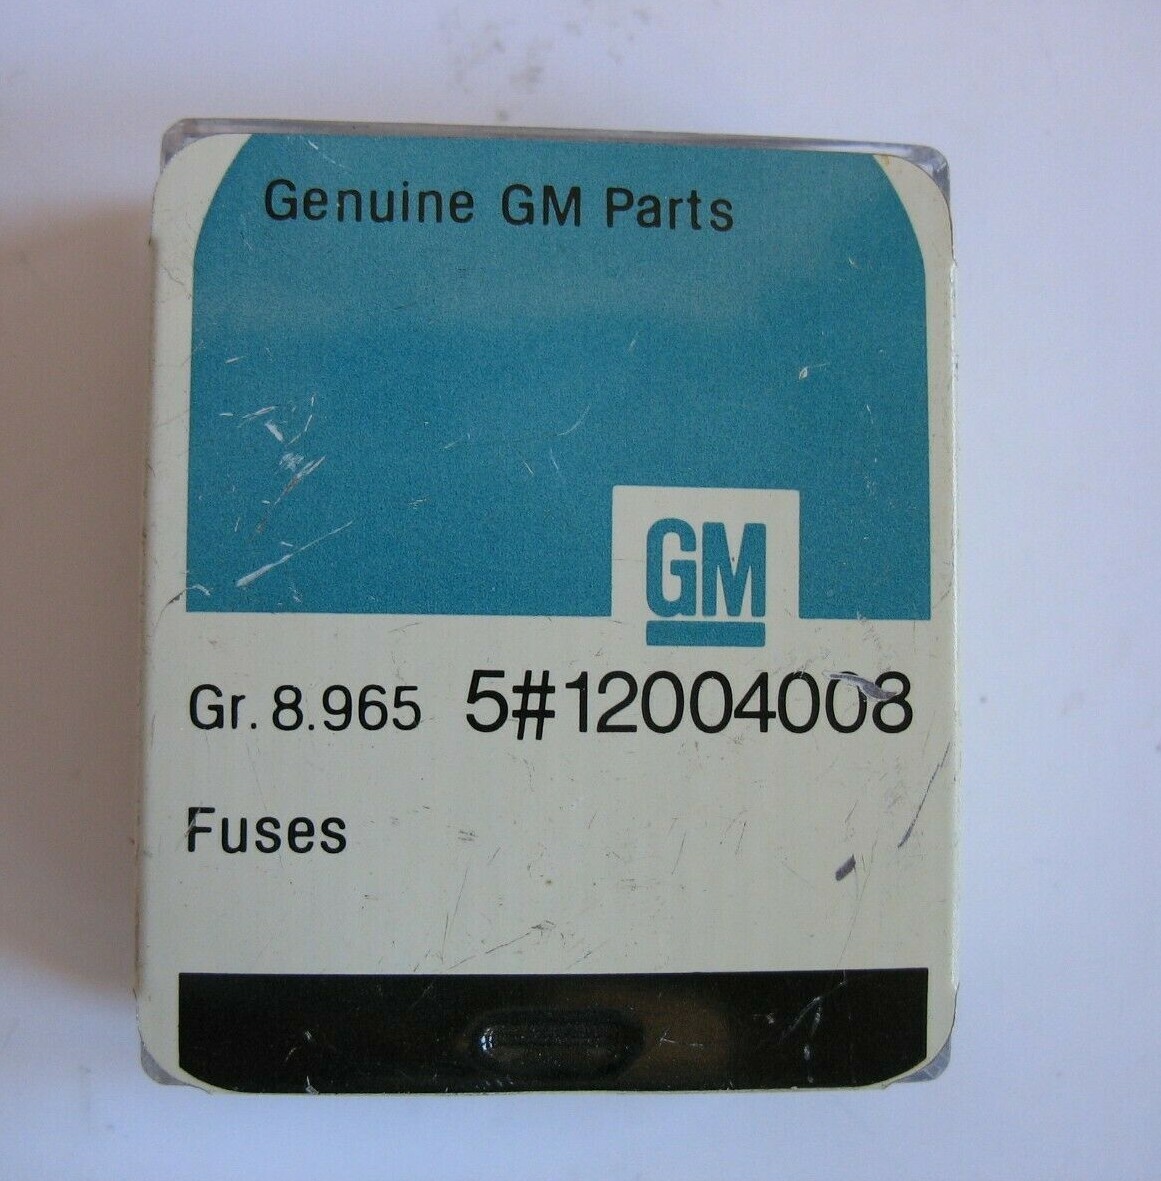 Genuine GM Parts
GM
Gr. 8.965 5#12004008
Fuses